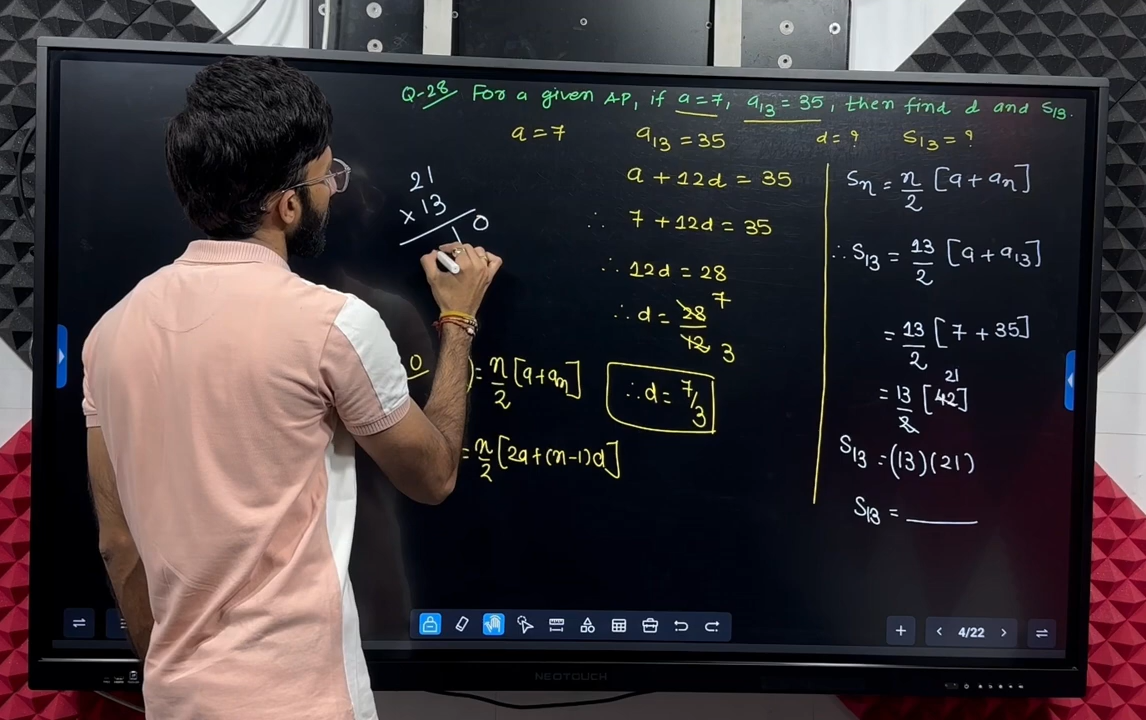 Q-28 For a given AP, if a=7, a₁₃ = 35, then find d and S₁₃.
a = 7 a₁₃ = 35 d = ? S₁₃ = ?
21
× 13
0
1
a + 12d = 35
∴ 7 + 12d = 35
∴ 12d = 28
∴ d = 28/12 7 3
∴ d = 7/3
0
= n/2 [a+aₙ]
= n/2 [2a+(n-1)d]
Sₙ = n/2 [a + aₙ]
∴ S₁₃ = 13/2 [a + a₁₃]
= 13/2 [7 + 35]
= 13/2 [42] 21
S₁₃ = (13)(21)
S₁₃ = ______
4/22
NEOTOUCH